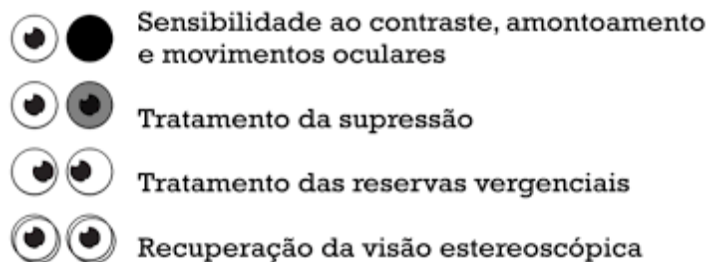 Sensibilidade ao contraste, amontoamento
e movimentos oculares
Tratamento da supressão
Tratamento das reservas vergenciais
Recuperação da visão estereoscópica